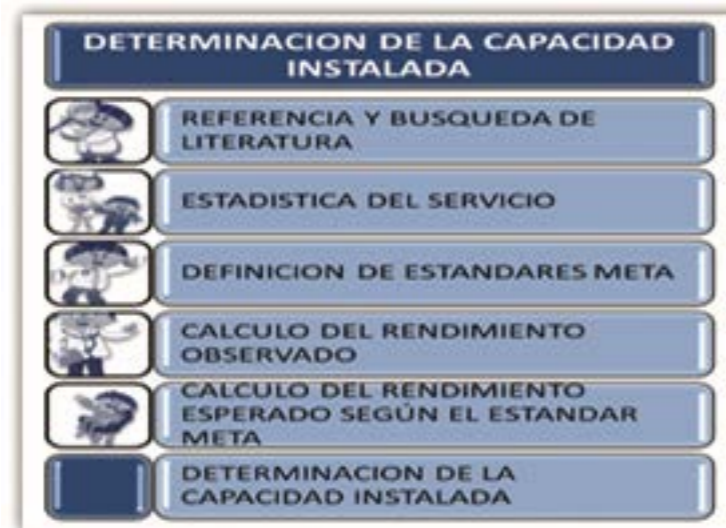 DETERMINACION DE LA CAPACIDAD
INSTALADA
REFERENCIA Y BUSQUEDA DE
LITERATURA
ESTADISTICA DEL SERVICIO
DEFINICION DE ESTANDARES META
CALCULO DEL RENDIMIENTO
OBSERVADO
CALCULO DEL RENDIMIENTO
ESPERADO SEGÚN EL ESTANDAR
META
DETERMINACION DE LA
CAPACIDAD INSTALADA